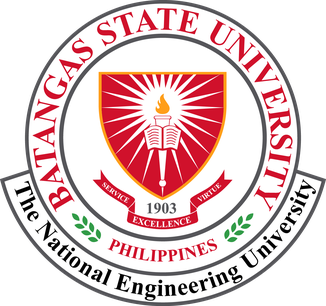 BATANGAS STATE UNIVERSITY
SERVICE
EXCELLENCE
VIRTUE
1903
PHILIPPINES
The National Engineering University